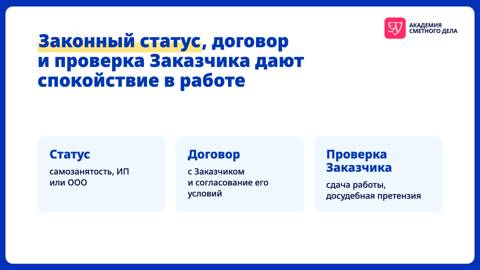 АКАДЕМИЯ
СМЕТНОГО ДЕЛА
Законный статус, договор
и проверка Заказчика дают
спокойствие в работе
Статус
самозанятость, ИП
или ООО
Договор
с Заказчиком
и согласование его
условий
Проверка
Заказчика
сдача работы,
досудебная претензия